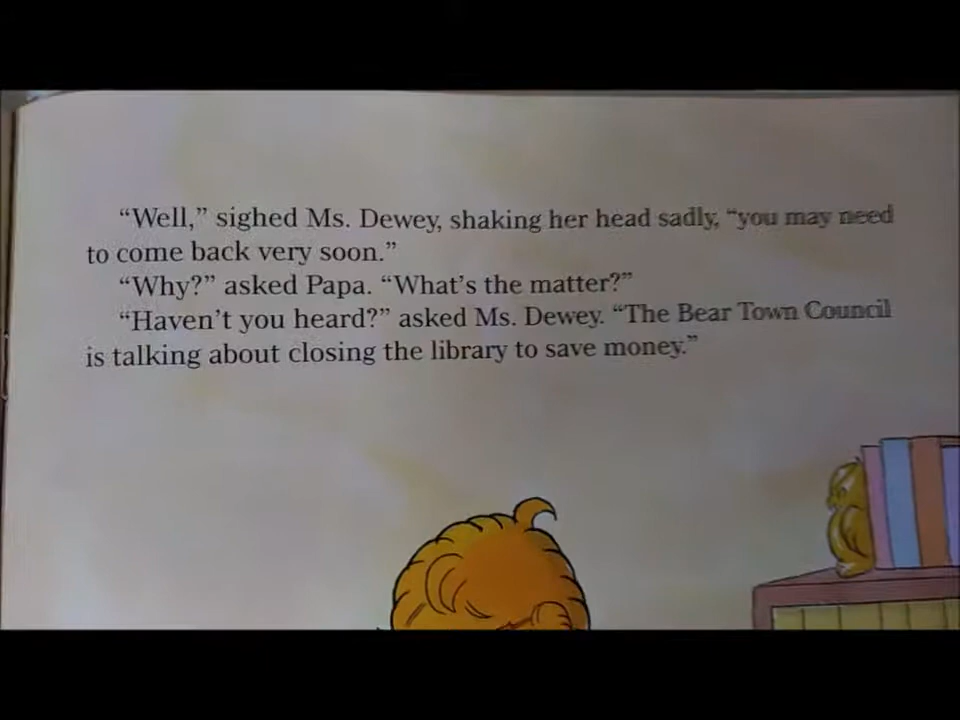 “Well,” sighed Ms. Dewey, shaking her head sadly, “you may need
to come back very soon.”
“Why?” asked Papa. “What’s the matter?”
“Haven’t you heard?” asked Ms. Dewey. “The Bear Town Council
is talking about closing the library to save money.”